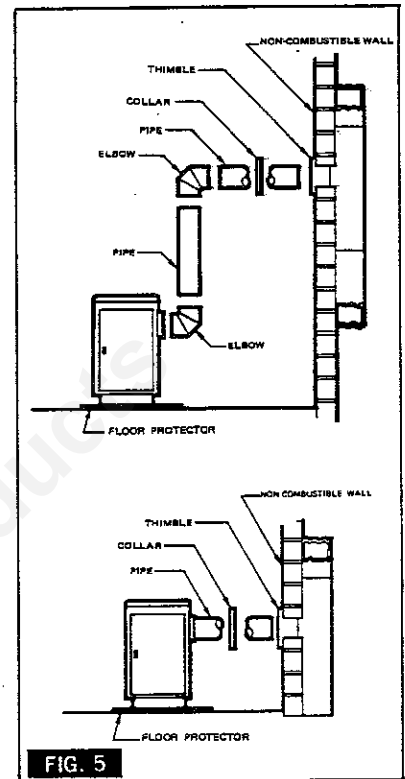 NON-COMBUSTIBLE WALL
THIMBLE
COLLAR
PIPE
ELBOW
PIPE
ELBOW
FLOOR PROTECTOR
NON COMBUSTIBLE WALL
THIMBLE
COLLAR
PIPE
FLOOR PROTECTOR
FIG. 5